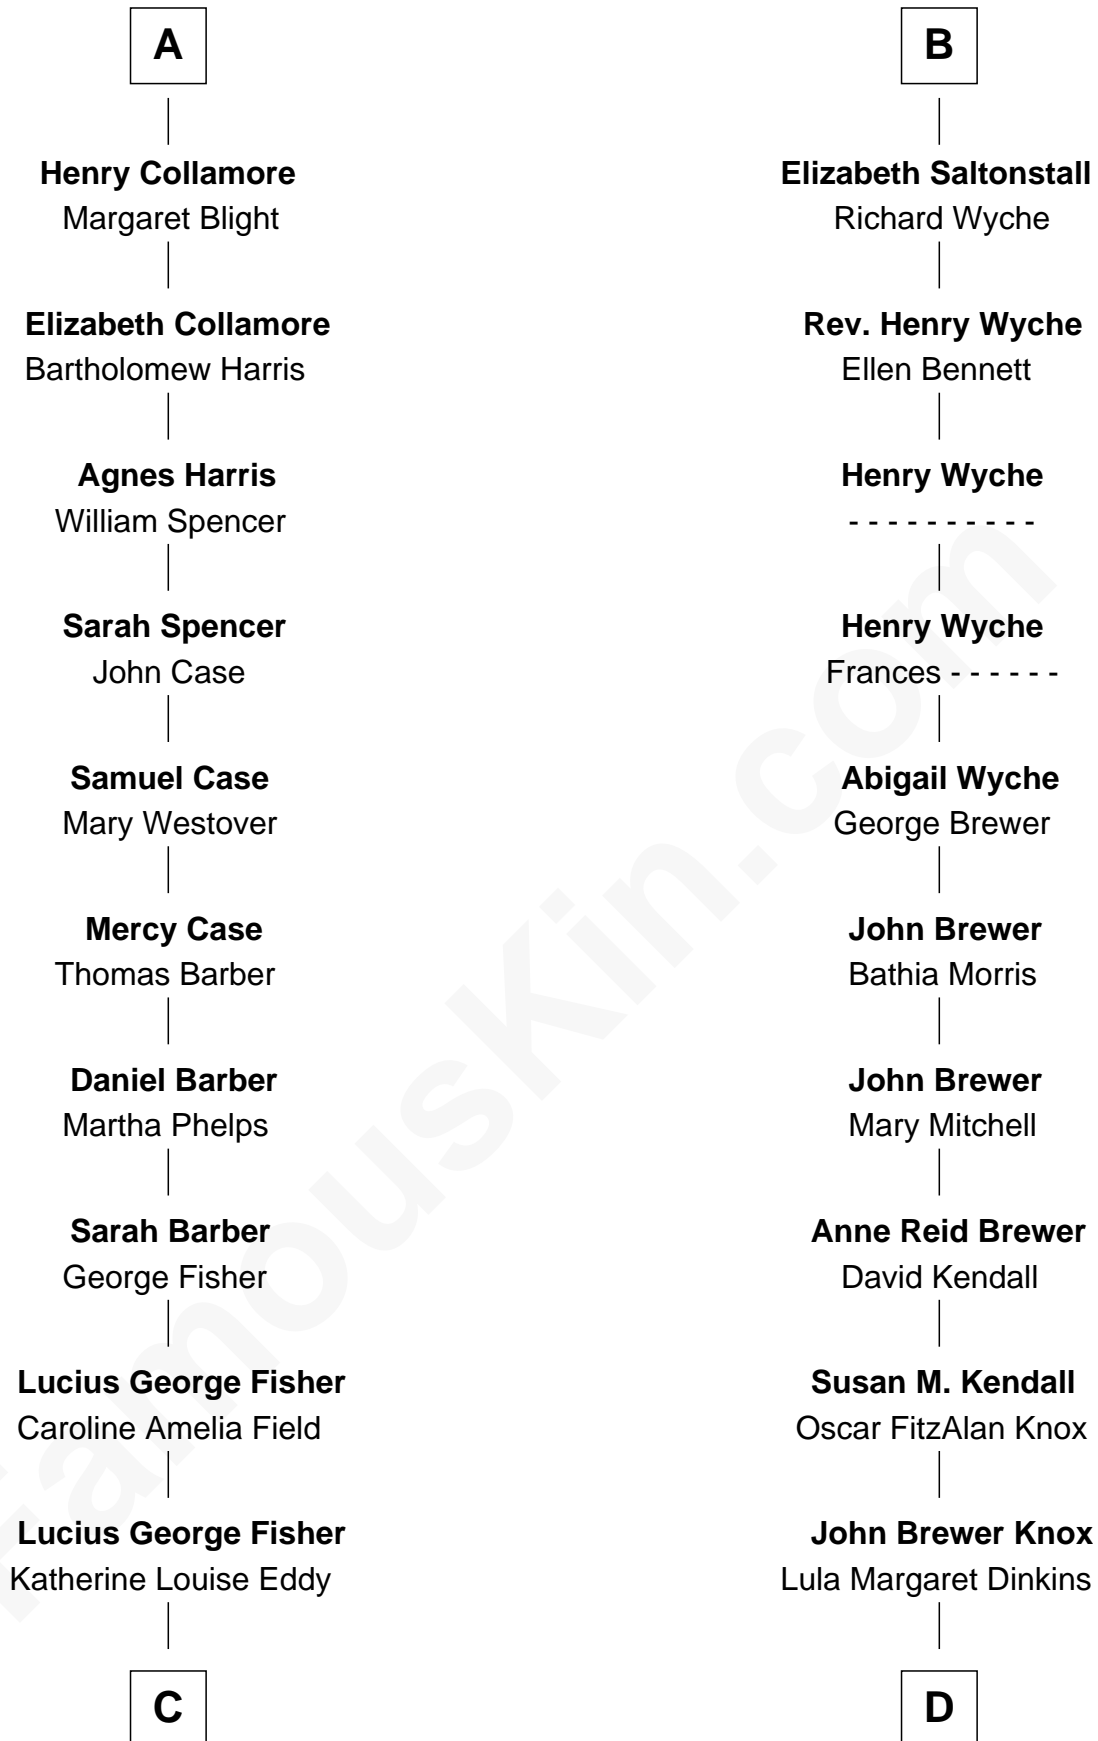 A
Henry Collamore
Margaret Blight
Elizabeth Collamore
Bartholomew Harris
Agnes Harris
William Spencer
Sarah Spencer
John Case
Samuel Case
Mary Westover
Mercy Case
Thomas Barber
Daniel Barber
Martha Phelps
Sarah Barber
George Fisher
Lucius George Fisher
Caroline Amelia Field
Lucius George Fisher
Katherine Louise Eddy
C
B
Elizabeth Saltonstall
Richard Wyche
Rev. Henry Wyche
Ellen Bennett
Henry Wyche
- - - - - - - - - -
Henry Wyche
Frances - - - - - -
Abigail Wyche
George Brewer
John Brewer
Bathia Morris
John Brewer
Mary Mitchell
Anne Reid Brewer
David Kendall
Susan M. Kendall
Oscar FitzAlan Knox
John Brewer Knox
Lula Margaret Dinkins
D
FamousKin.com